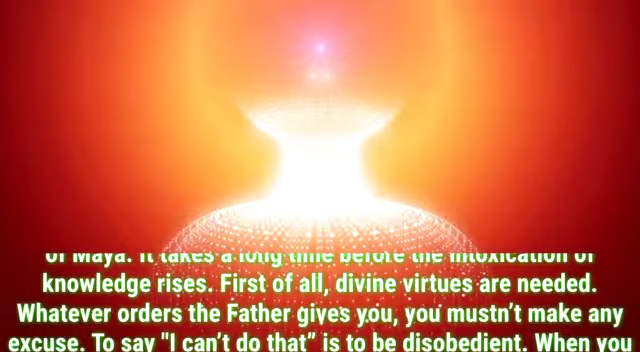 of Maya. It takes a long time before the intoxication of
knowledge rises. First of all, divine virtues are needed.
Whatever orders the Father gives you, you mustn’t make any
excuse. To say "I can’t do that” is to be disobedient. When you